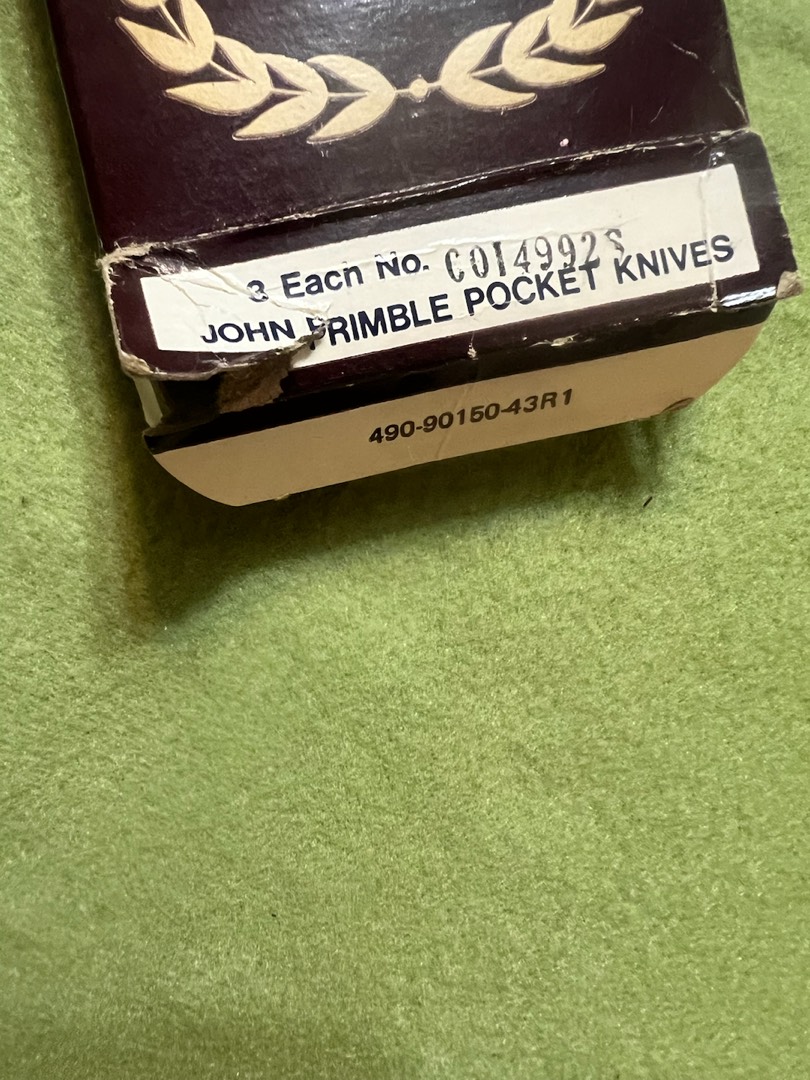 3 Each No. C014992S
JOHN PRIMBLE POCKET KNIVES
490-90150-43R1